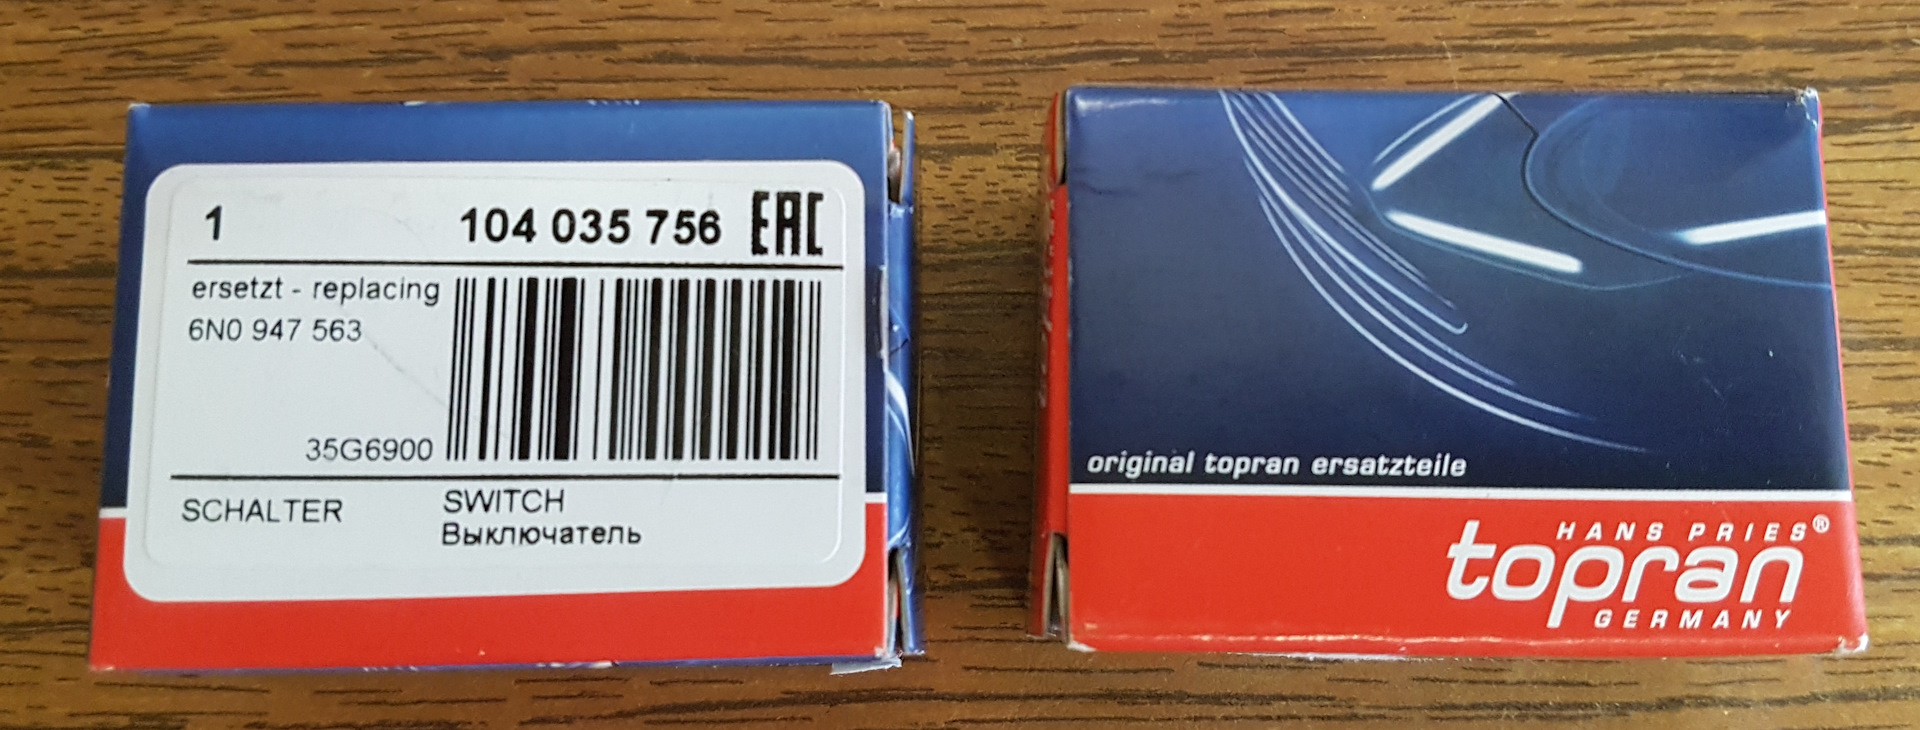 1 104 035 756 EAC
ersetzt - replacing
6N0 947 563
35G6900
SCHALTER SWITCH
Выключатель
original topran ersatzteile
HANS PRIES®
topran
GERMANY